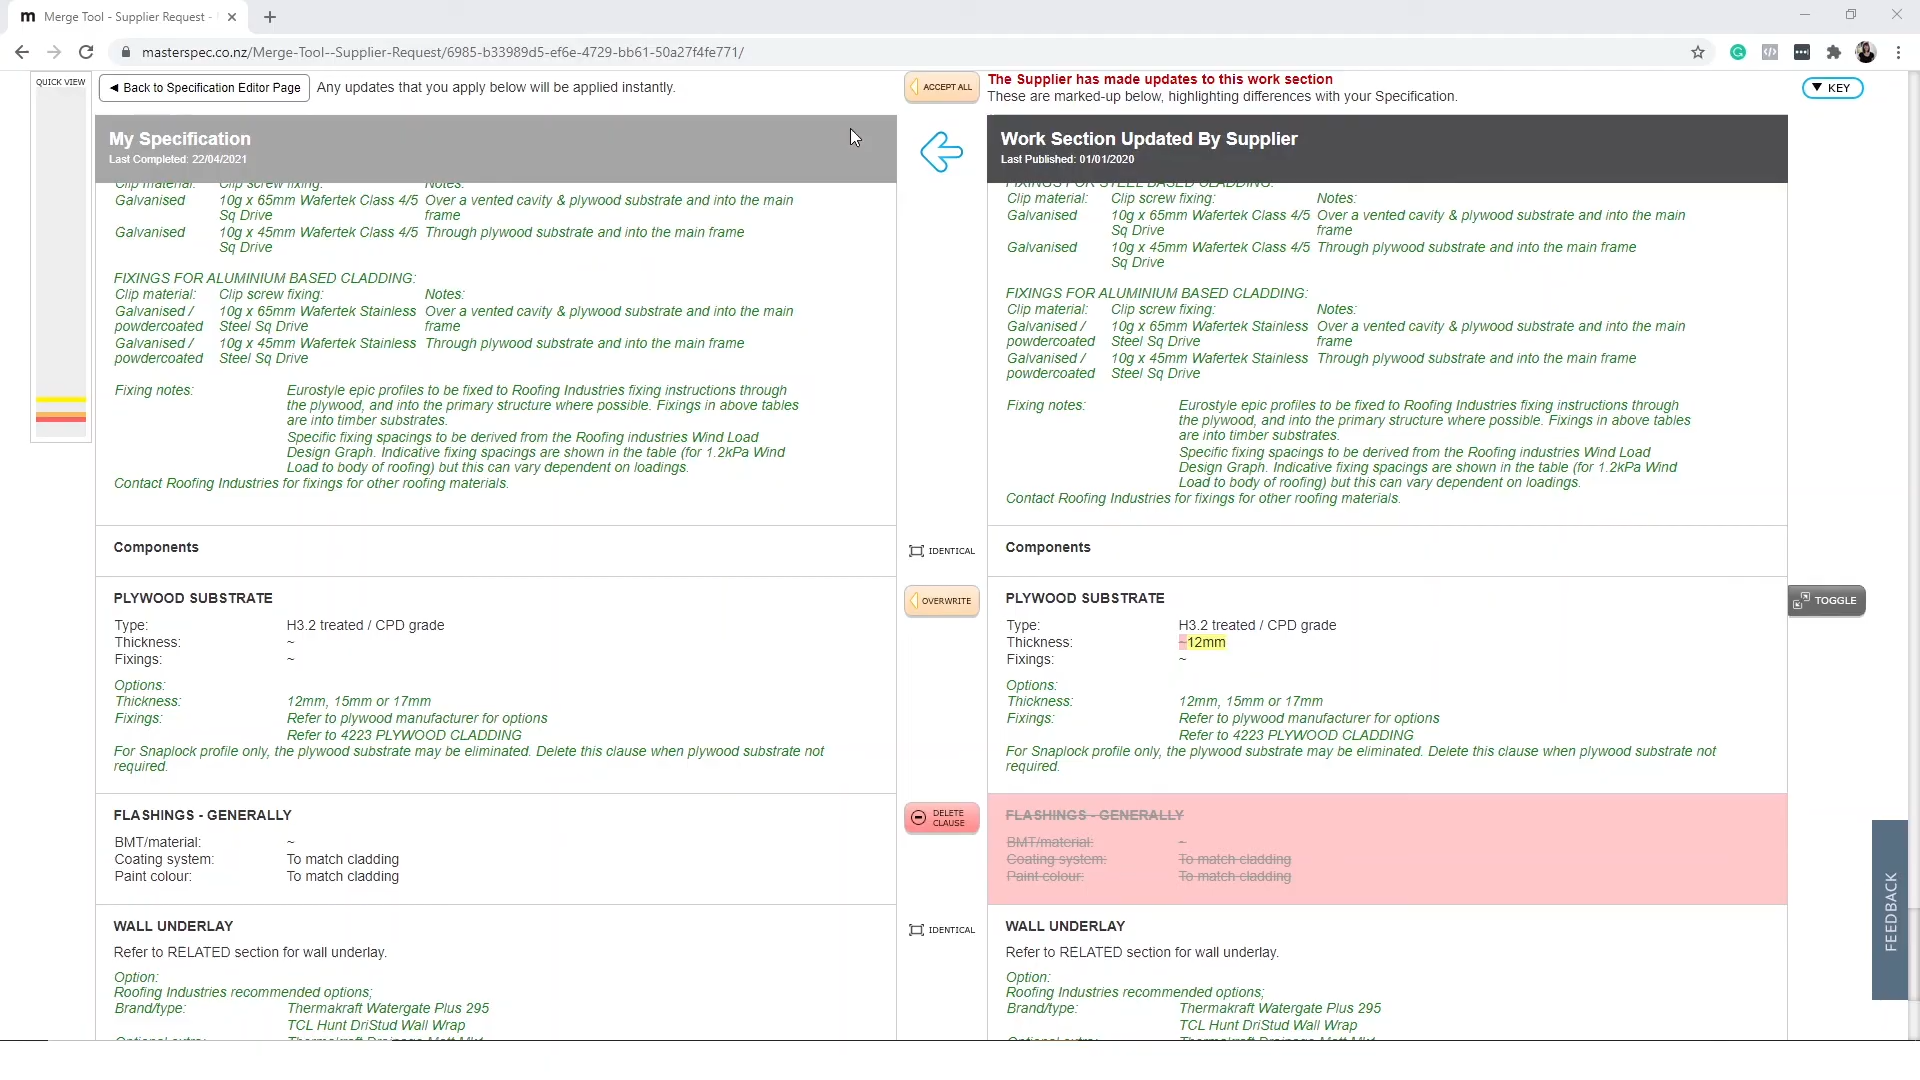 Merge Tool - Supplier Request -
masterspec.co.nz/Merge-Tool--Supplier-Request/6985-b33989d5-ef6e-4729-bb61-50a27f4fe771/
QUICK VIEW
◄ Back to Specification Editor Page
Any updates that you apply below will be applied instantly.
ACCEPT ALL
The Supplier has made updates to this work section
These are marked-up below, highlighting differences with your Specification.
▼ KEY
My Specification
Last Completed: 22/04/2021
Clip material: Clip screw fixing: Notes:
Galvanised 10g x 65mm Wafertek Class 4/5 Over a vented cavity & plywood substrate and into the main
Sq Drive frame
Galvanised 10g x 45mm Wafertek Class 4/5 Through plywood substrate and into the main frame
Sq Drive
FIXINGS FOR ALUMINIUM BASED CLADDING:
Clip material: Clip screw fixing: Notes:
Galvanised / 10g x 65mm Wafertek Stainless Over a vented cavity & plywood substrate and into the main
powdercoated Steel Sq Drive frame
Galvanised / 10g x 45mm Wafertek Stainless Through plywood substrate and into the main frame
powdercoated Steel Sq Drive
Fixing notes: Eurostyle epic profiles to be fixed to Roofing Industries fixing instructions through
the plywood, and into the primary structure where possible. Fixings in above tables
are into timber substrates.
Specific fixing spacings to be derived from the Roofing industries Wind Load
Design Graph. Indicative fixing spacings are shown in the table (for 1.2kPa Wind
Load to body of roofing) but this can vary dependent on loadings.
Contact Roofing Industries for fixings for other roofing materials.
Components
PLYWOOD SUBSTRATE
Type: H3.2 treated / CPD grade
Thickness: ~
Fixings: ~
Options:
Thickness: 12mm, 15mm or 17mm
Fixings: Refer to plywood manufacturer for options
Refer to 4223 PLYWOOD CLADDING
For Snaplock profile only, the plywood substrate may be eliminated. Delete this clause when plywood substrate not
required.
FLASHINGS - GENERALLY
BMT/material: ~
Coating system: To match cladding
Paint colour: To match cladding
WALL UNDERLAY
Refer to RELATED section for wall underlay.
Option:
Roofing Industries recommended options;
Brand/type: Thermakraft Watergate Plus 295
TCL Hunt DriStud Wall Wrap
IDENTICAL
OVERWRITE
DELETE
CLAUSE
IDENTICAL
Work Section Updated By Supplier
Last Published: 01/01/2020
FIXINGS FOR STEEL BASED CLADDING:
Clip material: Clip screw fixing: Notes:
Galvanised 10g x 65mm Wafertek Class 4/5 Over a vented cavity & plywood substrate and into the main
Sq Drive frame
Galvanised 10g x 45mm Wafertek Class 4/5 Through plywood substrate and into the main frame
Sq Drive
FIXINGS FOR ALUMINIUM BASED CLADDING:
Clip material: Clip screw fixing: Notes:
Galvanised / 10g x 65mm Wafertek Stainless Over a vented cavity & plywood substrate and into the main
powdercoated Steel Sq Drive frame
Galvanised / 10g x 45mm Wafertek Stainless Through plywood substrate and into the main frame
powdercoated Steel Sq Drive
Fixing notes: Eurostyle epic profiles to be fixed to Roofing Industries fixing instructions through
the plywood, and into the primary structure where possible. Fixings in above tables
are into timber substrates.
Specific fixing spacings to be derived from the Roofing industries Wind Load
Design Graph. Indicative fixing spacings are shown in the table (for 1.2kPa Wind
Load to body of roofing) but this can vary dependent on loadings.
Contact Roofing Industries for fixings for other roofing materials.
Components
PLYWOOD SUBSTRATE
Type: H3.2 treated / CPD grade
Thickness: ~12mm
Fixings: ~
Options:
Thickness: 12mm, 15mm or 17mm
Fixings: Refer to plywood manufacturer for options
Refer to 4223 PLYWOOD CLADDING
For Snaplock profile only, the plywood substrate may be eliminated. Delete this clause when plywood substrate not
required.
FLASHINGS - GENERALLY
BMT/material: ~
Coating system: To match cladding
Paint colour: To match cladding
WALL UNDERLAY
Refer to RELATED section for wall underlay.
Option:
Roofing Industries recommended options;
Brand/type: Thermakraft Watergate Plus 295
TCL Hunt DriStud Wall Wrap
TOGGLE
FEEDBACK